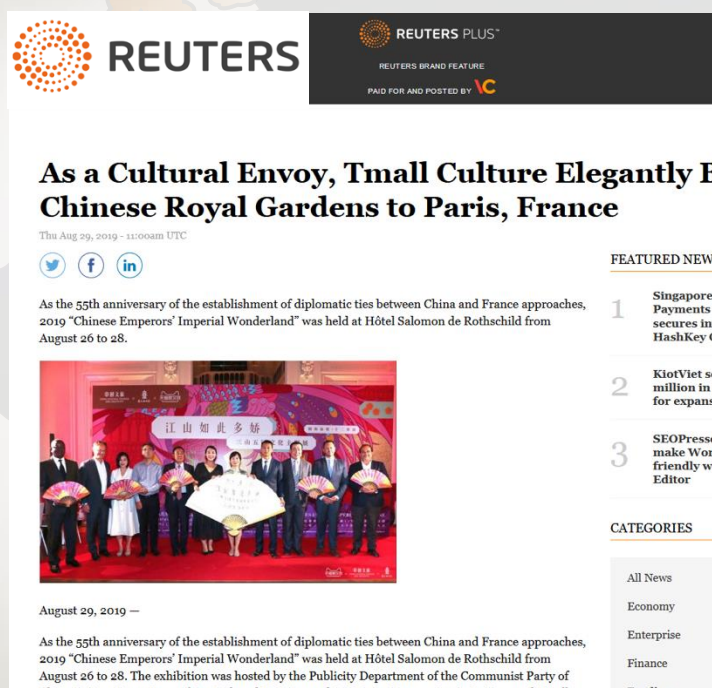 REUTERS
REUTERS PLUS™
REUTERS BRAND FEATURE
PAID FOR AND POSTED BY VC
As a Cultural Envoy, Tmall Culture Elegantly B
Chinese Royal Gardens to Paris, France
Thu Aug 29, 2019 - 11:00am UTC
As the 55th anniversary of the establishment of diplomatic ties between China and France approaches,
2019 “Chinese Emperors’ Imperial Wonderland” was held at Hôtel Salomon de Rothschild from
August 26 to 28.
江山如此多娇
August 29, 2019 —
As the 55th anniversary of the establishment of diplomatic ties between China and France approaches,
2019 “Chinese Emperors’ Imperial Wonderland” was held at Hôtel Salomon de Rothschild from
August 26 to 28. The exhibition was hosted by the Publicity Department of the Communist Party of
FEATURED NEW
1
Singapore
Payments
secures in
HashKey
2
KiotViet
million in
for expans
3
SEOPress
make Wor
friendly w
Editor
CATEGORIES
All News
Economy
Enterprise
Finance